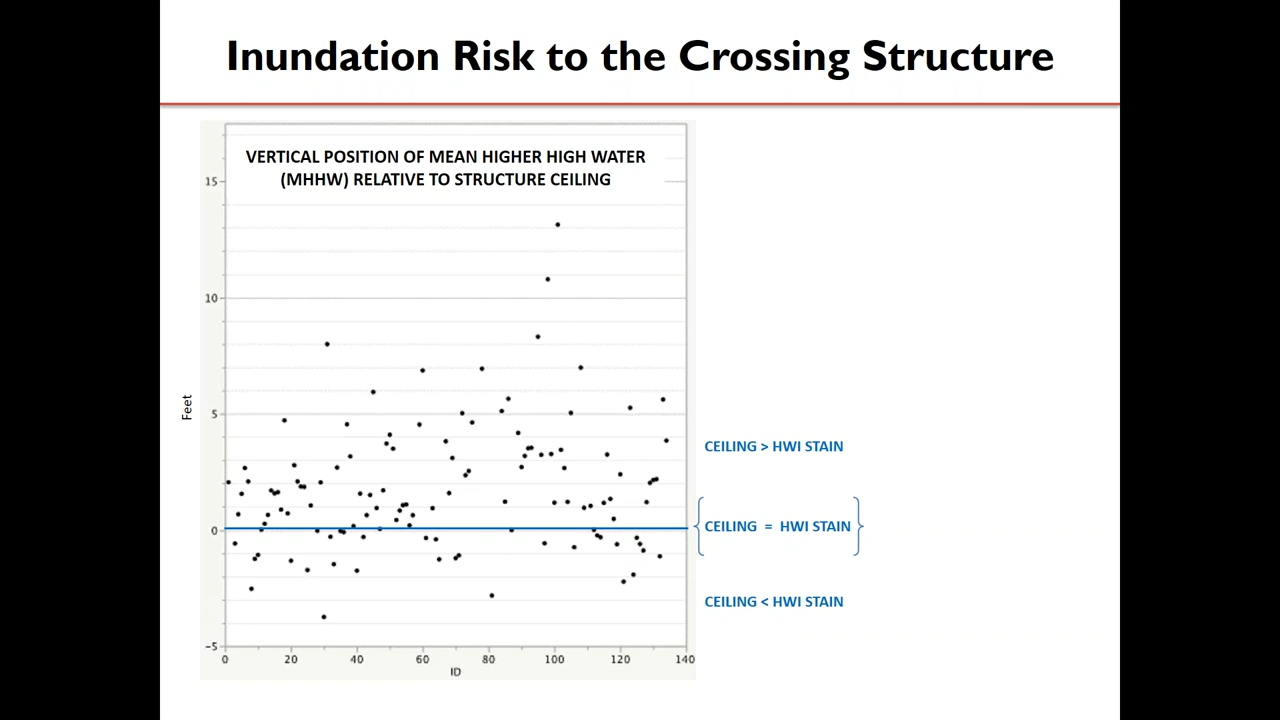 Inundation Risk to the Crossing Structure
VERTICAL POSITION OF MEAN HIGHER HIGH WATER
(MHHW) RELATIVE TO STRUCTURE CEILING
15
10
5
0
-5
Feet
0 20 40 60 80 100 120 140
ID
CEILING > HWI STAIN
CEILING = HWI STAIN
CEILING < HWI STAIN